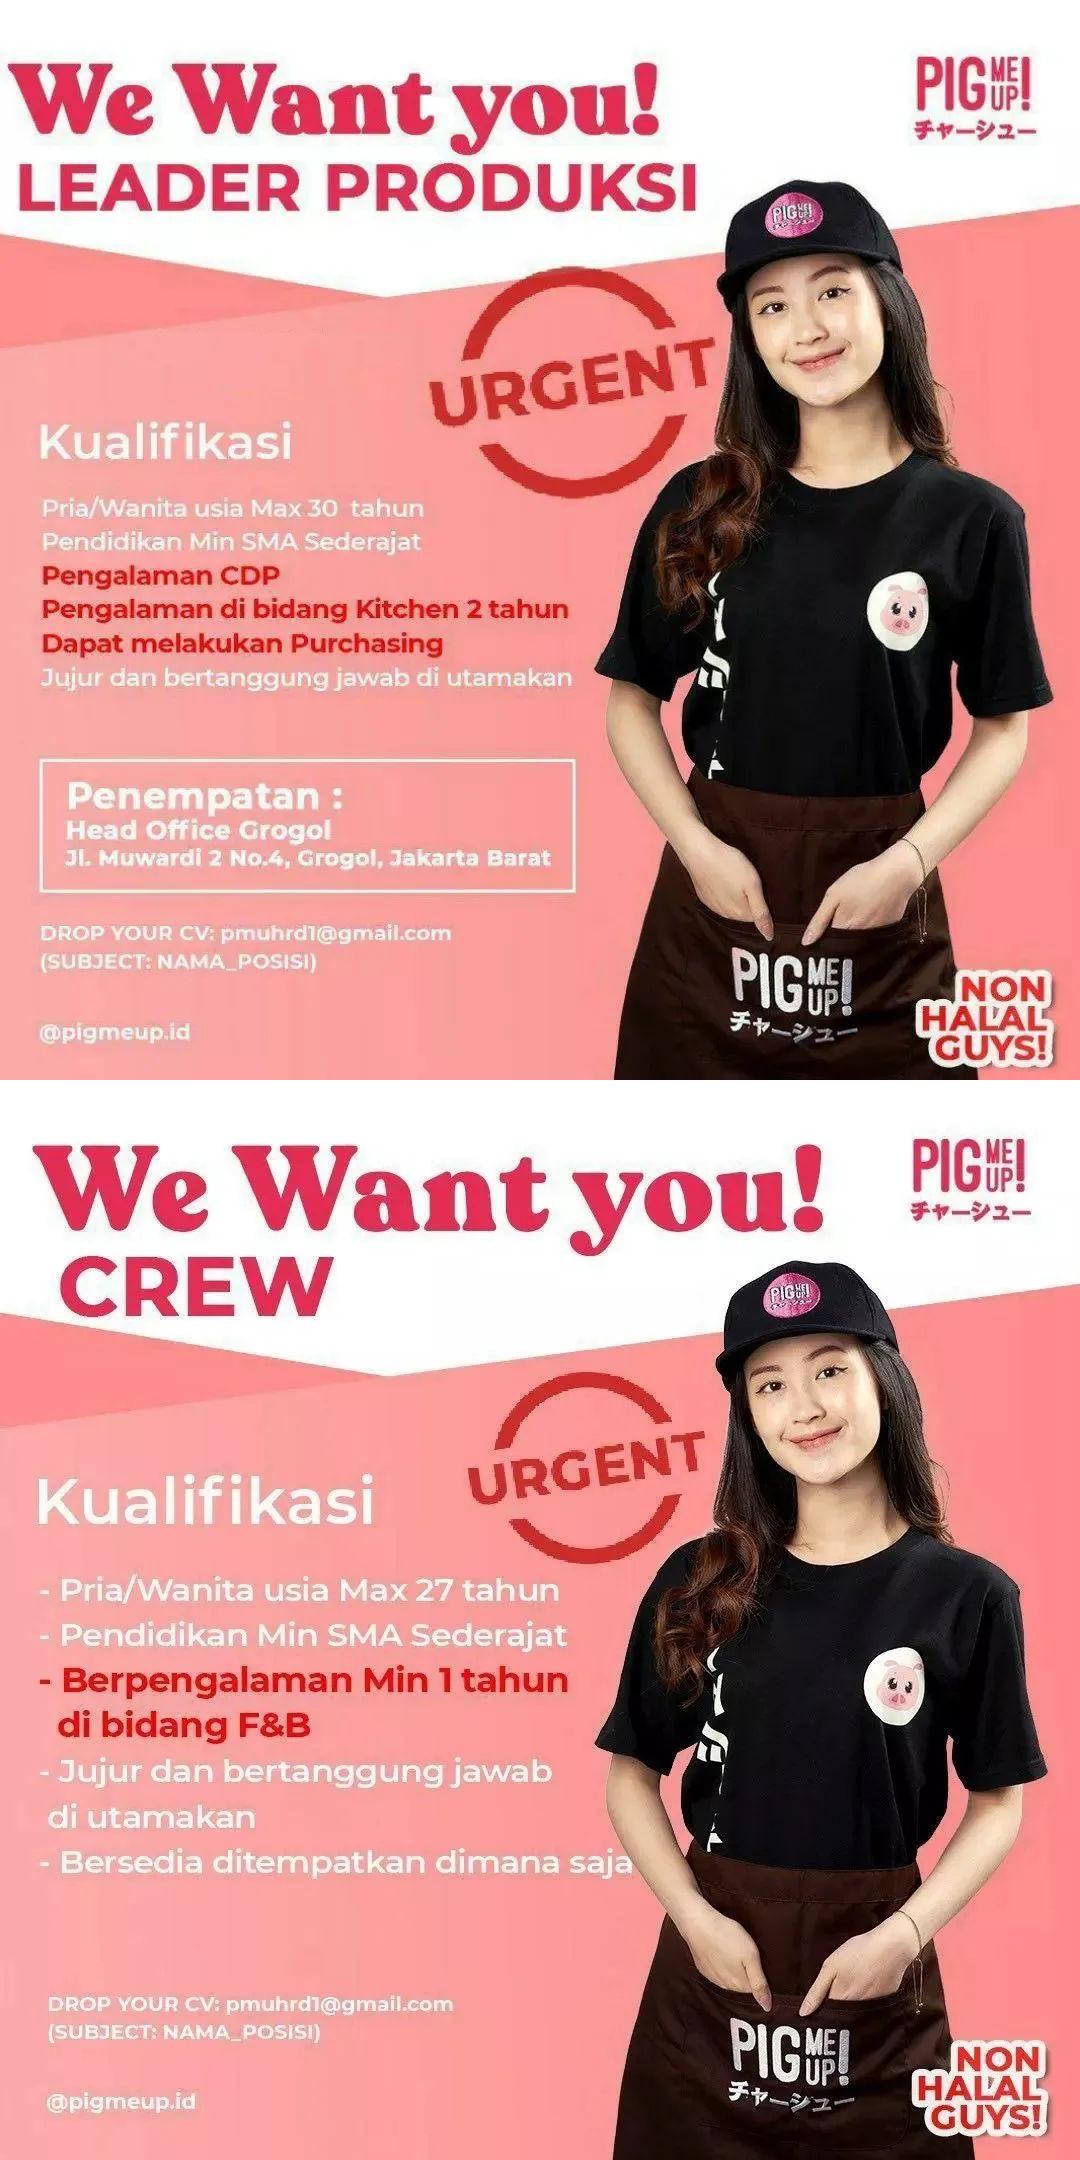 We Want you!
LEADER PRODUKSI
PIG ME UP!
チャーシュー
PIG ME UP!
URGENT
Kualifikasi
Pria/Wanita usia Max 30 tahun
Pendidikan Min SMA Sederajat
Pengalaman CDP
Pengalaman di bidang Kitchen 2 tahun
Dapat melakukan Purchasing
Jujur dan bertanggung jawab di utamakan
Penempatan :
Head Office Grogol
Jl. Muwardi 2 No.4, Grogol, Jakarta Barat
DROP YOUR CV: pmuhrd1@gmail.com
(SUBJECT: NAMA_POSISI)
@pigmeup.id
PIG ME UP!
チャーシュー
NON
HALAL
GUYS!
We Want you!
CREW
PIG ME UP!
チャーシュー
PIG ME UP!
URGENT
Kualifikasi
- Pria/Wanita usia Max 27 tahun
- Pendidikan Min SMA Sederajat
- Berpengalaman Min 1 tahun
di bidang F&B
- Jujur dan bertanggung jawab
di utamakan
- Bersedia ditempatkan dimana saja
DROP YOUR CV: pmuhrd1@gmail.com
(SUBJECT: NAMA_POSISI)
@pigmeup.id
PIG ME UP!
チャーシュー
NON
HALAL
GUYS!